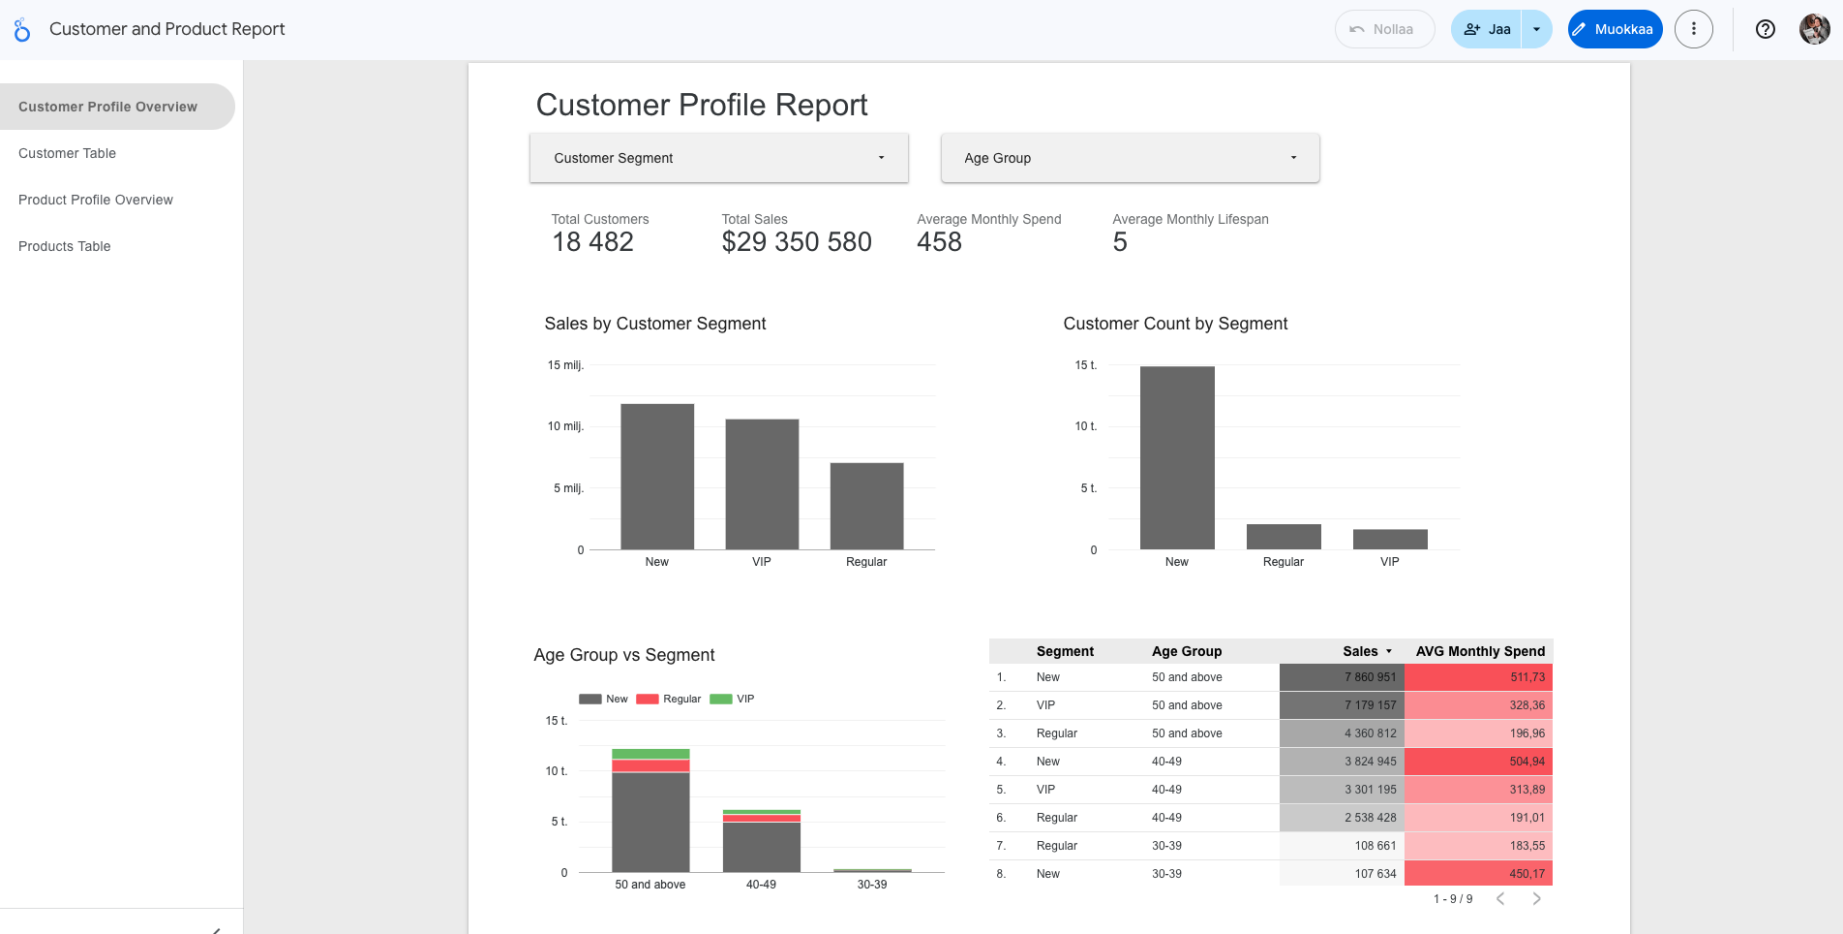 Customer and Product Report
Nollaa
Jaa
Muokkaa
Customer Profile Overview
Customer Table
Product Profile Overview
Products Table
Customer Profile Report
Customer Segment
Age Group
Total Customers
18 482
Total Sales
$29 350 580
Average Monthly Spend
458
Average Monthly Lifespan
5
Sales by Customer Segment
15 milj.
10 milj.
5 milj.
0
New VIP Regular
Customer Count by Segment
15 t.
10 t.
5 t.
0
New Regular VIP
Age Group vs Segment
New Regular VIP
15 t.
10 t.
5 t.
0
50 and above 40-49 30-39
Segment Age Group Sales AVG Monthly Spend
1. New 50 and above 7 860 951 511,73
2. VIP 50 and above 7 179 157 328,36
3. Regular 50 and above 4 360 812 196,96
4. New 40-49 3 824 945 504,94
5. VIP 40-49 3 301 195 313,89
6. Regular 40-49 2 538 428 191,01
7. Regular 30-39 108 661 183,55
8. New 30-39 107 634 450,17
1 - 9 / 9